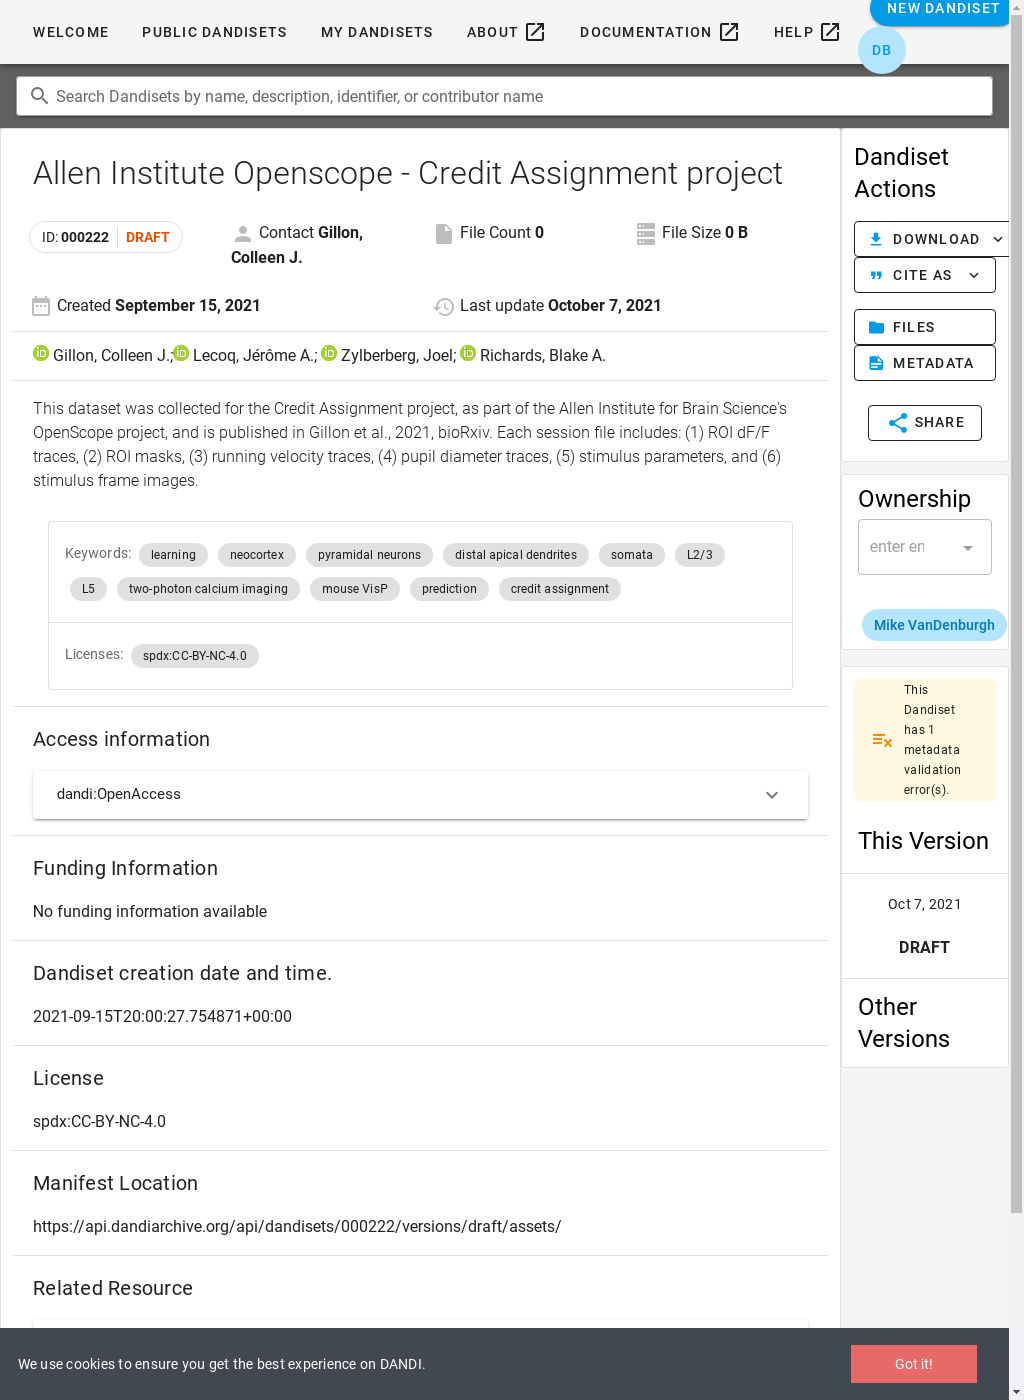 WELCOME PUBLIC DANDISETS MY DANDISETS ABOUT DOCUMENTATION HELP NEW DANDISET
DB
Search Dandisets by name, description, identifier, or contributor name
Allen Institute Openscope - Credit Assignment project
ID: 000222 DRAFT
Contact Gillon,
Colleen J.
File Count 0
File Size 0 B
Created September 15, 2021
Last update October 7, 2021
Gillon, Colleen J.; Lecoq, Jérôme A.; Zylberberg, Joel; Richards, Blake A.
This dataset was collected for the Credit Assignment project, as part of the Allen Institute for Brain Science's
OpenScope project, and is published in Gillon et al., 2021, bioRxiv. Each session file includes: (1) ROI dF/F
traces, (2) ROI masks, (3) running velocity traces, (4) pupil diameter traces, (5) stimulus parameters, and (6)
stimulus frame images.
Keywords: learning neocortex pyramidal neurons distal apical dendrites somata L2/3
L5 two-photon calcium imaging mouse VisP prediction credit assignment
Licenses: spdx:CC-BY-NC-4.0
Access information
dandi:OpenAccess
Funding Information
No funding information available
Dandiset creation date and time.
2021-09-15T20:00:27.754871+00:00
License
spdx:CC-BY-NC-4.0
Manifest Location
https://api.dandiarchive.org/api/dandisets/000222/versions/draft/assets/
Related Resource
Dandiset
Actions
DOWNLOAD
CITE AS
FILES
METADATA
SHARE
Ownership
enter en
Mike VanDenburgh
This
Dandiset
has 1
metadata
validation
error(s).
This Version
Oct 7, 2021
DRAFT
Other
Versions
We use cookies to ensure you get the best experience on DANDI.
Got it!